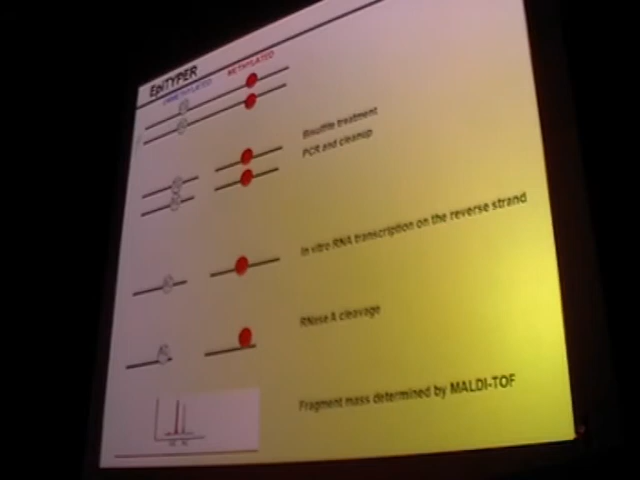 EpiTYPER
UNMETHYLATED METHYLATED
Bisulfite treatment
PCR and cleanup
In vitro RNA transcription on the reverse strand
RNase A cleavage
Fragment mass determined by MALDI-TOF